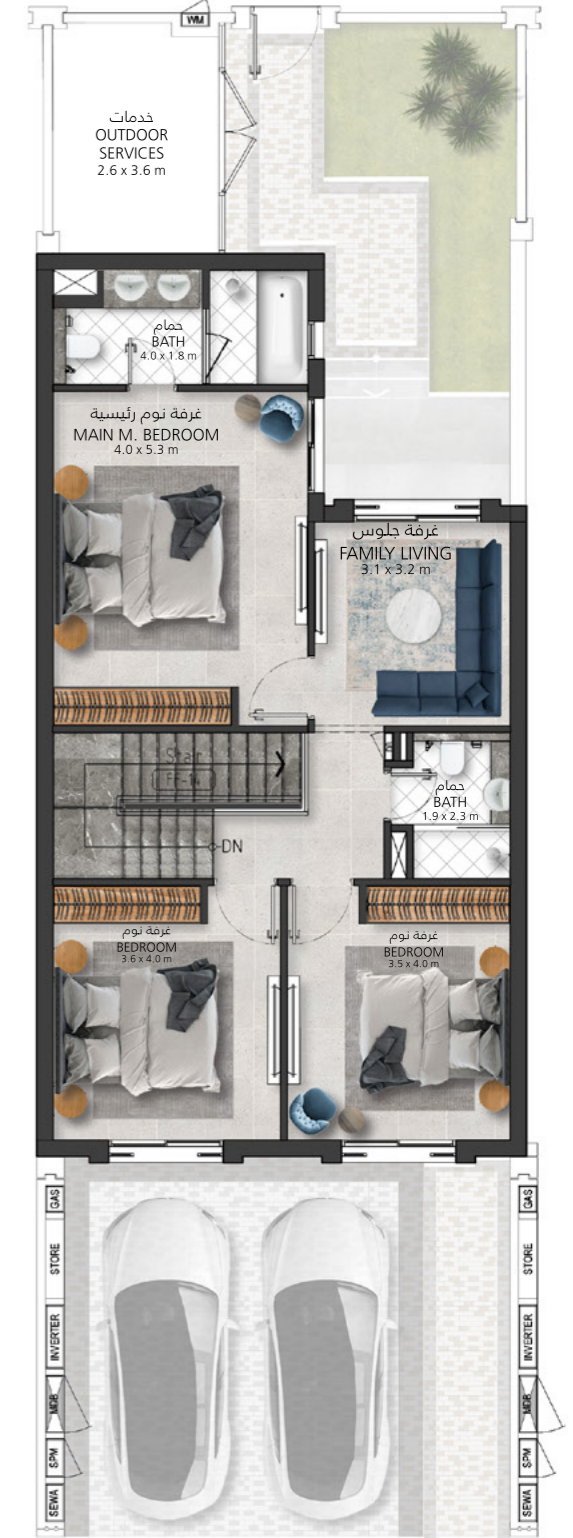 WM
خدمات
OUTDOOR
SERVICES
2.6 x 3.6 m
حمام
BATH
4.0 x 1.8 m
غرفة نوم رئيسية
MAIN M. BEDROOM
4.0 x 5.3 m
غرفة جلوس
FAMILY LIVING
3.1 x 3.2 m
Stair
FF-14
حمام
BATH
1.9 x 2.3 m
DN
غرفة نوم
BEDROOM
3.6 x 4.0 m
غرفة نوم
BEDROOM
3.5 x 4.0 m
GAS
STORE
INVERTER
MDB
SPM
SEWA
GAS
STORE
INVERTER
MDB
SPM
SEWA